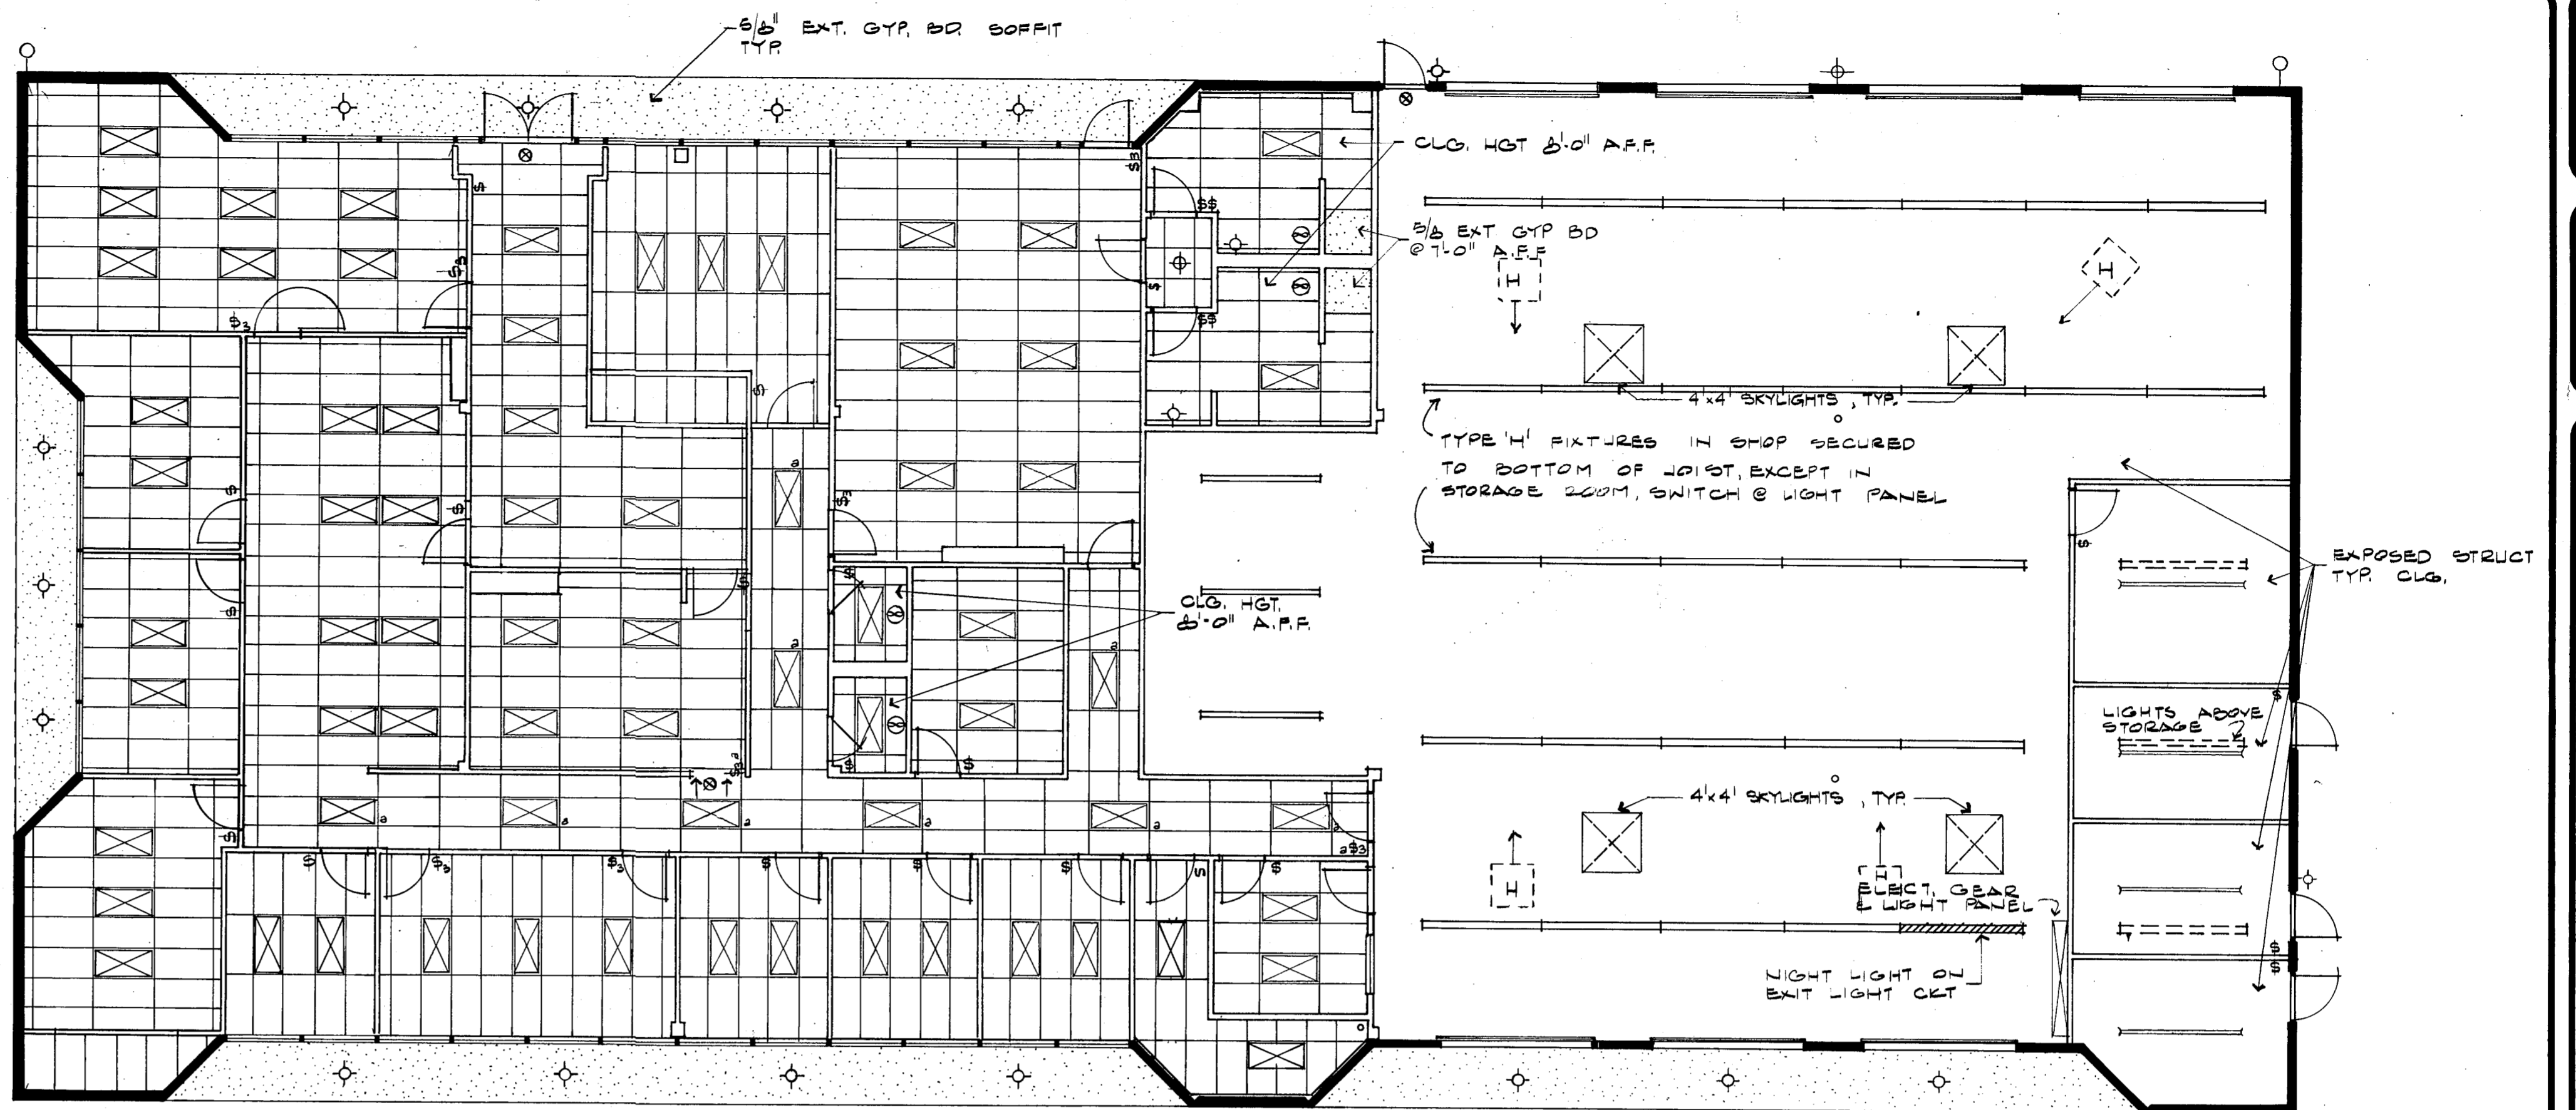 5/8" EXT. GYP. BD. SOFFIT
TYP.
CLG. HGT 8'-0" A.F.F.
5/8 EXT GYP BD
@ 7'-0" A.F.F
H
H
4'x4' SKYLIGHTS, TYP.
TYPE 'H' FIXTURES IN SHOP SECURED
TO BOTTOM OF JOIST, EXCEPT IN
STORAGE ROOM, SWITCH @ LIGHT PANEL
EXPOSED STRUCT
TYP. CLG.
CLG. HGT.
8'-0" A.F.F.
LIGHTS ABOVE
STORAGE
4'x4' SKYLIGHTS, TYP.
H
H
ELECT. GEAR
& LIGHT PANEL
NIGHT LIGHT ON
EXIT LIGHT CKT